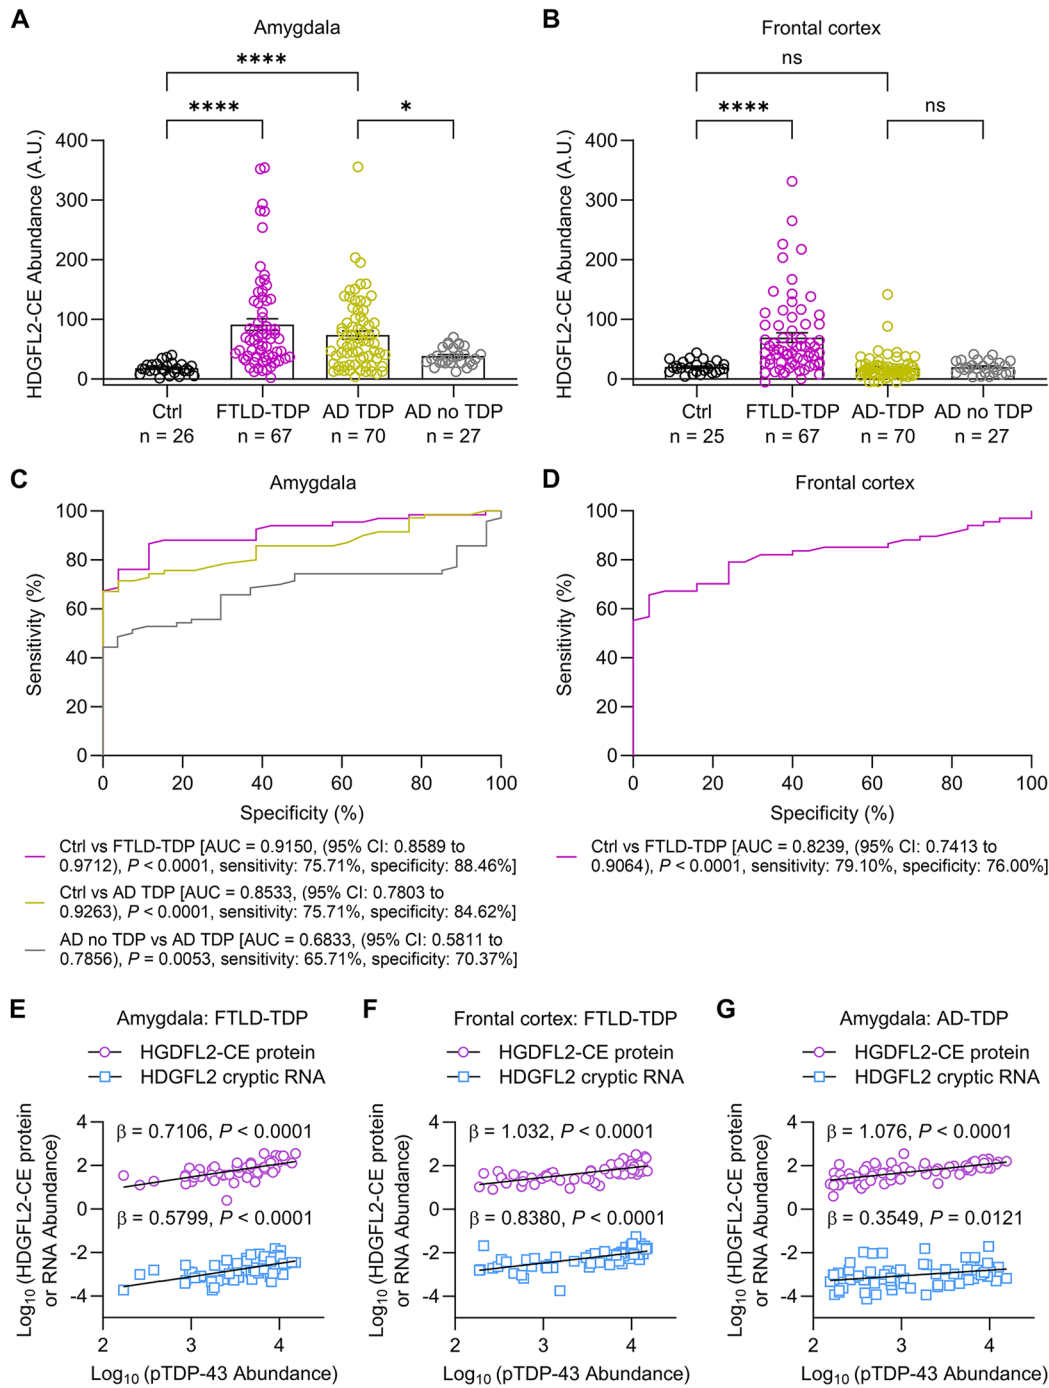 A
Amygdala
****
****
*
HDGFL2-CE Abundance (A.U.)
400
300
200
100
0
Ctrl
FTLD-TDP
AD TDP
AD no TDP
n = 26
n = 67
n = 70
n = 27
B
Frontal cortex
ns
****
ns
HDGFL2-CE Abundance (A.U.)
400
300
200
100
0
Ctrl
FTLD-TDP
AD-TDP
AD no TDP
n = 25
n = 67
n = 70
n = 27
C
Amygdala
Sensitivity (%)
100
80
60
40
20
0
0
20
40
60
80
100
Specificity (%)
Ctrl vs FTLD-TDP [AUC = 0.9150, (95% CI: 0.8589 to
0.9712), P < 0.0001, sensitivity: 75.71%, specificity: 88.46%]
Ctrl vs AD TDP [AUC = 0.8533, (95% CI: 0.7803 to
0.9263), P < 0.0001, sensitivity: 75.71%, specificity: 84.62%]
AD no TDP vs AD TDP [AUC = 0.6833, (95% CI: 0.5811 to
0.7856), P = 0.0053, sensitivity: 65.71%, specificity: 70.37%]
D
Frontal cortex
Sensitivity (%)
100
80
60
40
20
0
0
20
40
60
80
100
Specificity (%)
Ctrl vs FTLD-TDP [AUC = 0.8239, (95% CI: 0.7413 to
0.9064), P < 0.0001, sensitivity: 79.10%, specificity: 76.00%]
E
Amygdala: FTLD-TDP
HGDFL2-CE protein
HDGFL2 cryptic RNA
Log10 (HDGFL2-CE protein
or RNA Abundance)
4
2
0
-2
-4
β = 0.7106, P < 0.0001
β = 0.5799, P < 0.0001
2
3
4
Log10 (pTDP-43 Abundance)
F
Frontal cortex: FTLD-TDP
HGDFL2-CE protein
HDGFL2 cryptic RNA
Log10 (HDGFL2-CE protein
or RNA Abundance)
4
2
0
-2
-4
β = 1.032, P < 0.0001
β = 0.8380, P < 0.0001
2
3
4
Log10 (pTDP-43 Abundance)
G
Amygdala: AD-TDP
HGDFL2-CE protein
HDGFL2 cryptic RNA
Log10 (HDGFL2-CE protein
or RNA Abundance)
4
2
0
-2
-4
β = 1.076, P < 0.0001
β = 0.3549, P = 0.0121
2
3
4
Log10 (pTDP-43 Abundance)